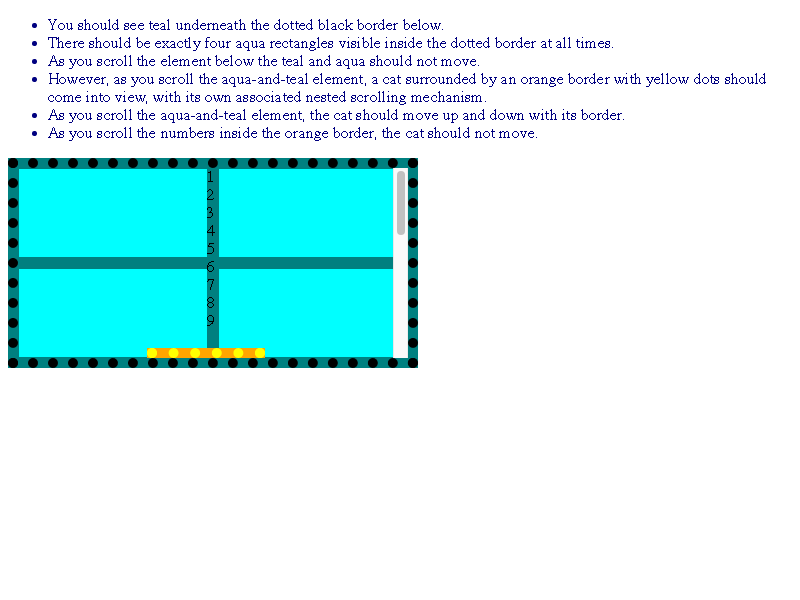 You should see teal underneath the dotted black border below.
There should be exactly four aqua rectangles visible inside the dotted border at all times.
As you scroll the element below the teal and aqua should not move.
However, as you scroll the aqua-and-teal element, a cat surrounded by an orange border with yellow dots should
come into view, with its own associated nested scrolling mechanism.
As you scroll the aqua-and-teal element, the cat should move up and down with its border.
As you scroll the numbers inside the orange border, the cat should not move.
1
2
3
4
5
6
7
8
9